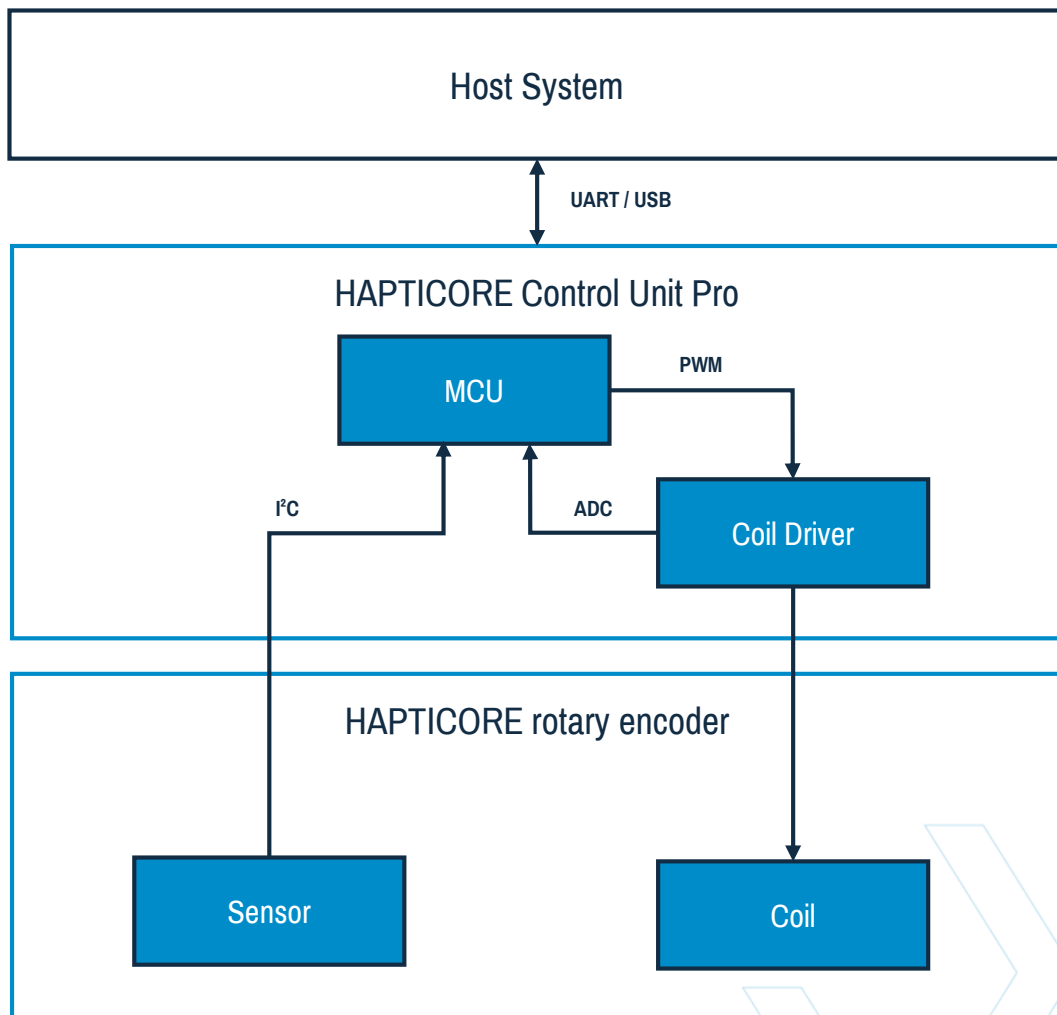 Host System
UART / USB
HAPTICORE Control Unit Pro
MCU
PWM
I²C
ADC
Coil Driver
HAPTICORE rotary encoder
Sensor
Coil